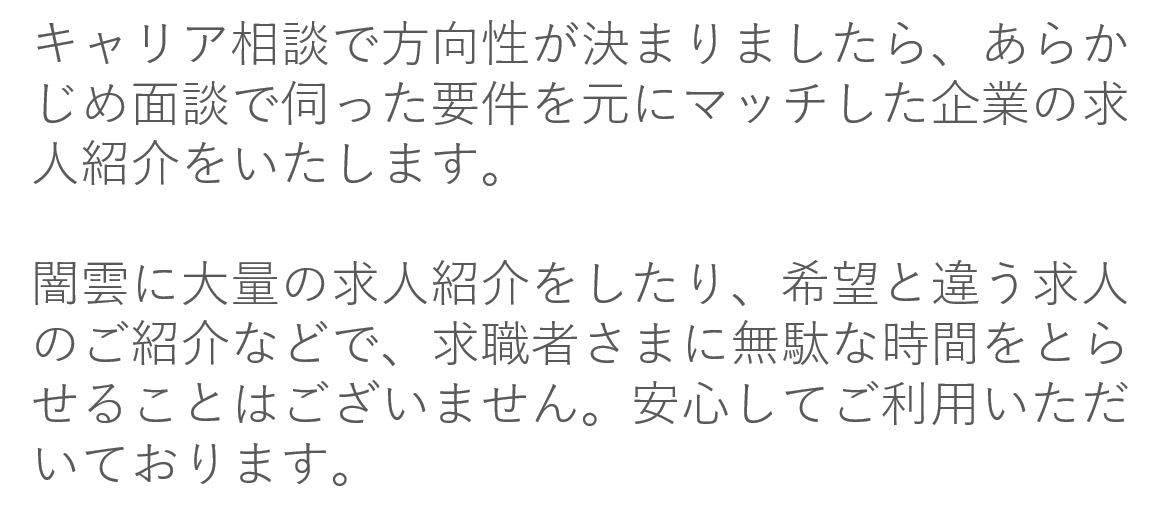 キャリア相談で方向性が決まりましたら、あらか
じめ面談で伺った要件を元にマッチした企業の求
人紹介をいたします。
闇雲に大量の求人紹介をしたり、希望と違う求人
のご紹介などで、求職者さまに無駄な時間をとら
せることはございません。安心してご利用いただ
いております。